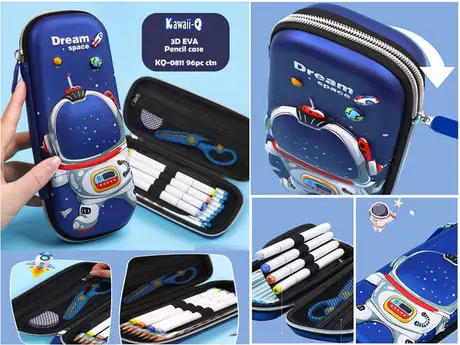 Kawaii-Q
3D EVA
Pencil case
KQ-0811 96pc ctn
Dream
space
Dream
space